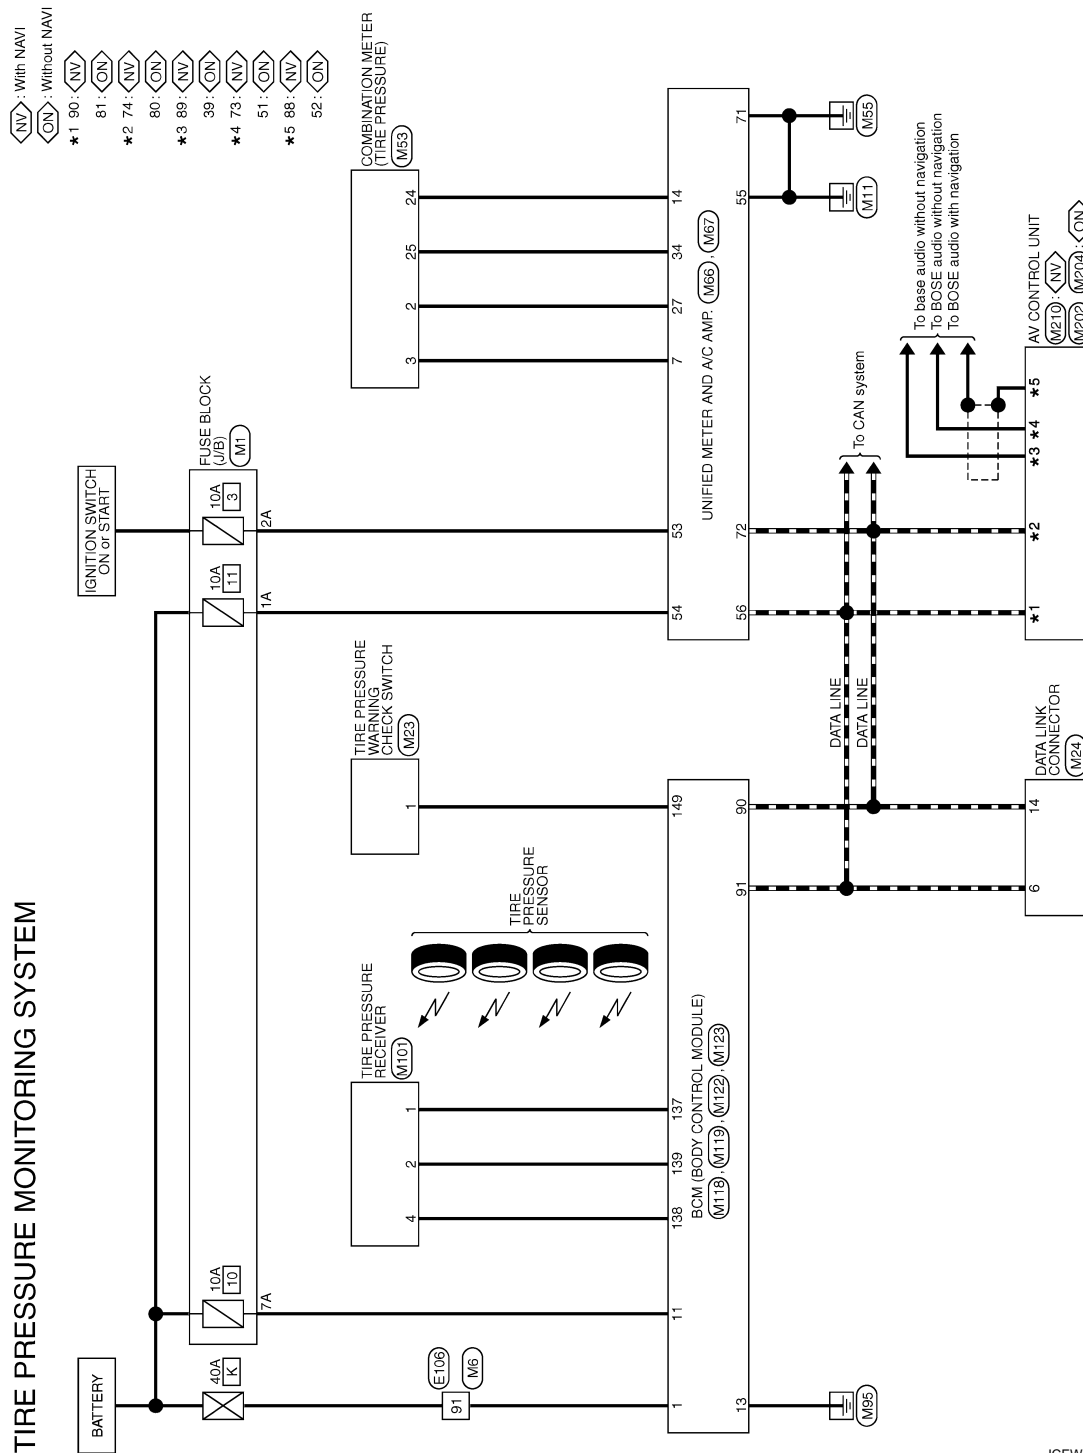 TIRE PRESSURE MONITORING SYSTEM
NV : With NAVI
ON : Without NAVI
*1 90: NV
81: ON
*2 74: NV
80: ON
*3 89: NV
39: ON
*4 73: NV
51: ON
*5 88: NV
52: ON
BATTERY
IGNITION SWITCH
ON or START
40A
K
10A
10
7A
10A
11
1A
10A
3
2A
FUSE BLOCK
(J/B)
M1
E106
91
M6
TIRE PRESSURE
RECEIVER
M101
4
2
1
TIRE
PRESSURE
SENSOR
TIRE PRESSURE
WARNING
CHECK SWITCH
M23
1
COMBINATION METER
(TIRE PRESSURE)
M53
3
2
25
24
1
11
138
139
137
149
BCM (BODY CONTROL MODULE)
M118 , M119 , M122 , M123
13
91
90
54
53
7
27
34
14
UNIFIED METER AND A/C AMP. M66 , M67
56
72
55
71
M95
M11
M55
DATA LINE
DATA LINE
To CAN system
To base audio without navigation
To BOSE audio without navigation
To BOSE audio with navigation
6
14
DATA LINK
CONNECTOR
M24
*1
*2
*3
*4
*5
AV CONTROL UNIT
M210 : NV
M202 , M204 : ON